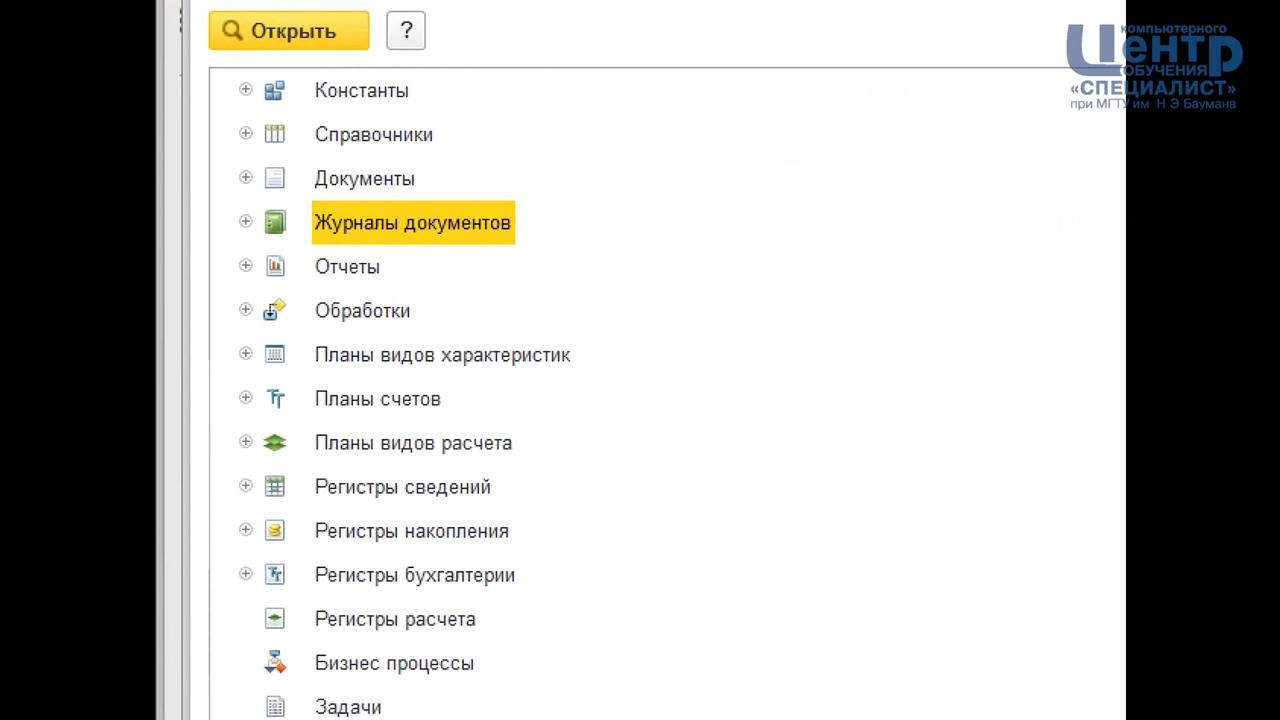 Открыть
?
Константы
Справочники
Документы
Журналы документов
Отчеты
Обработки
Планы видов характеристик
Планы счетов
Планы видов расчета
Регистры сведений
Регистры накопления
Регистры бухгалтерии
Регистры расчета
Бизнес процессы
Задачи
компьютерного
Центр
ОБУЧЕНИЯ
«СПЕЦИАЛИСТ»
при МГТУ им Н Э Баумана